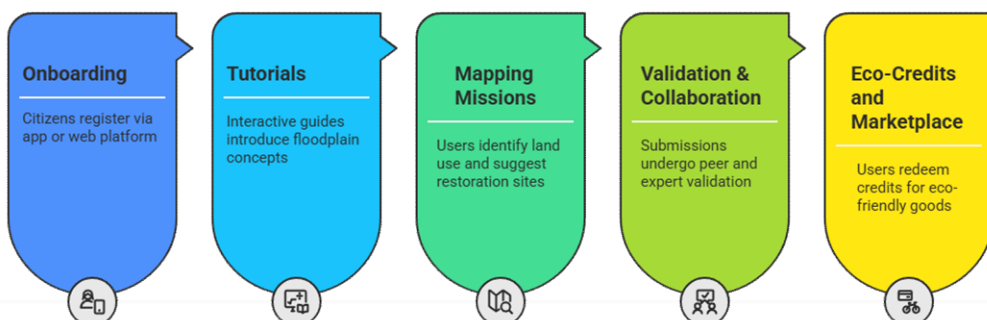 Onboarding
Citizens register via
app or web platform
Tutorials
Interactive guides
introduce floodplain
concepts
Mapping
Missions
Users identify land
use and suggest
restoration sites
Validation &
Collaboration
Submissions
undergo peer and
expert validation
Eco-Credits
and
Marketplace
Users redeem
credits for eco-
friendly goods